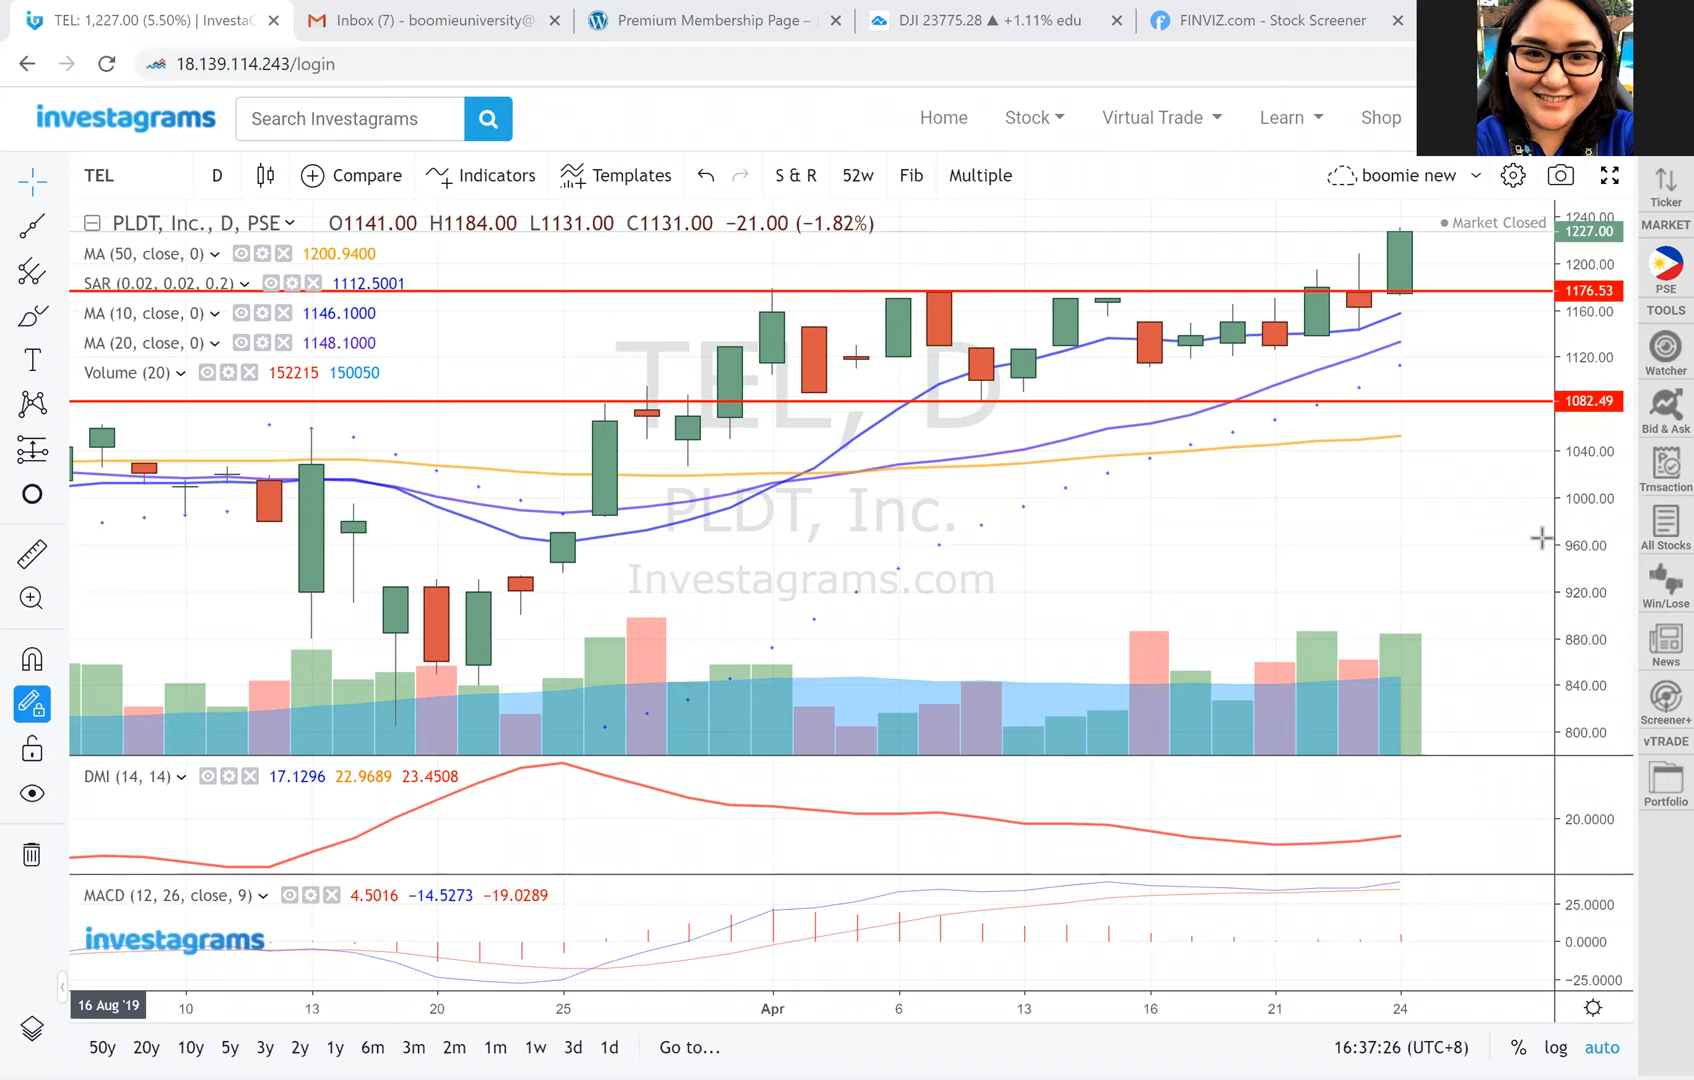 TEL: 1,227.00 (5.50%) | InvestaG
Inbox (7) - boomieuniversity@
Premium Membership Page –
DJI 23775.28 ▲ +1.11% edu
FINVIZ.com - Stock Screener
18.139.114.243/login
investagrams
Search Investagrams
Home
Stock
Virtual Trade
Learn
Shop
TEL
D
Compare
Indicators
Templates
S & R
52w
Fib
Multiple
boomie new
PLDT, Inc., D, PSE
O1141.00 H1184.00 L1131.00 C1131.00 −21.00 (−1.82%)
Market Closed
MA (50, close, 0) 1200.9400
SAR (0.02, 0.02, 0.2) 1112.5001
MA (10, close, 0) 1146.1000
MA (20, close, 0) 1148.1000
Volume (20) 152215 150050
TEL, D
PLDT, Inc.
Investagrams.com
1240.00
1227.00
1200.00
1176.53
1160.00
1120.00
1082.49
1040.00
1000.00
960.00
920.00
880.00
840.00
800.00
DMI (14, 14) 17.1296 22.9689 23.4508
20.0000
MACD (12, 26, close, 9) 4.5016 −14.5273 −19.0289
investagrams
25.0000
0.0000
−25.0000
16 Aug '19
10
13
20
25
Apr
6
13
16
21
24
50y 20y 10y 5y 3y 2y 1y 6m 3m 2m 1m 1w 3d 1d
Go to...
16:37:26 (UTC+8)
%
log
auto
Ticker
MARKET
PSE
TOOLS
Watcher
Bid & Ask
Trnsaction
All Stocks
Win/Lose
News
Screener+
vTRADE
Portfolio